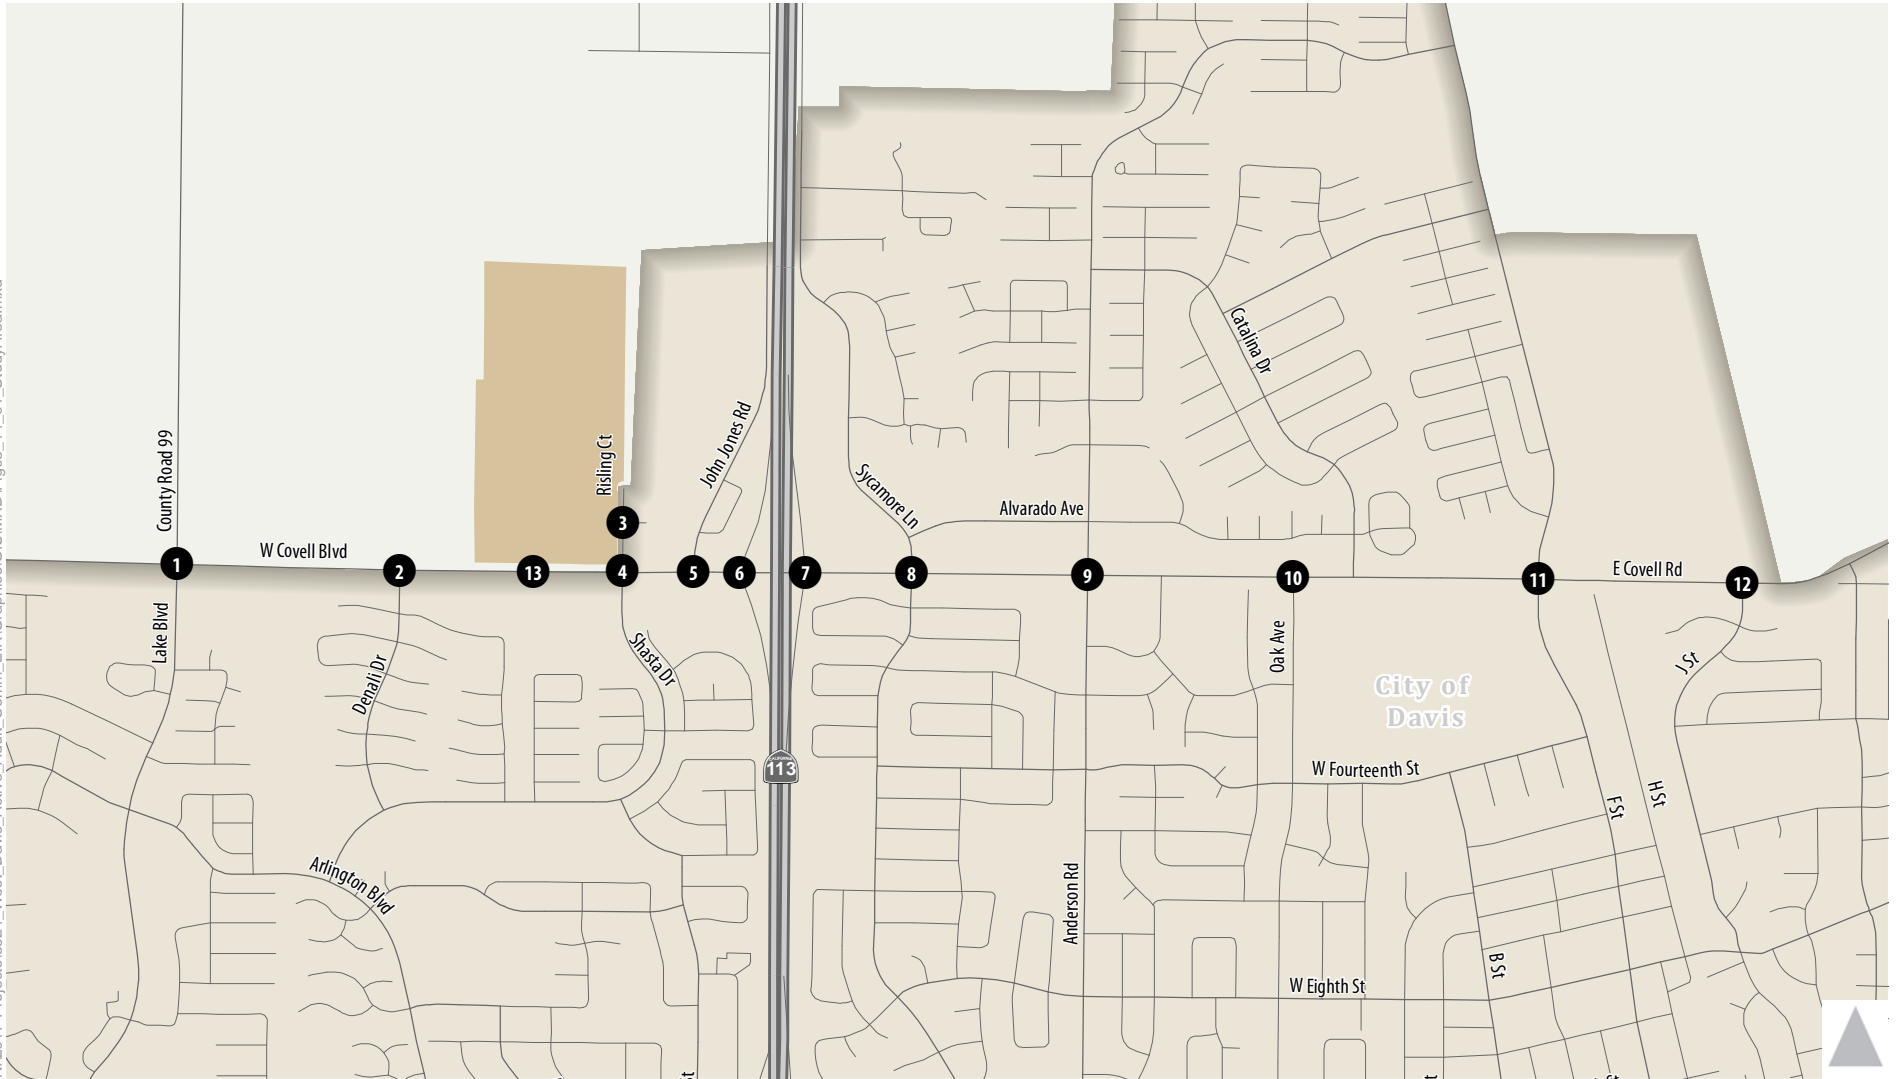 County Road 99
W Covell Blvd
Risling Ct
John Jones Rd
Sycamore Ln
Alvarado Ave
Catalina Dr
E Covell Rd
1
2
13
3
4
5
6
7
8
9
10
11
12
Lake Blvd
Denali Dr
Shasta Dr
Oak Ave
J St
City of
Davis
CALIFORNIA
113
W Fourteenth St
F St
H St
Arlington Blvd
Anderson Rd
B St
W Eighth St